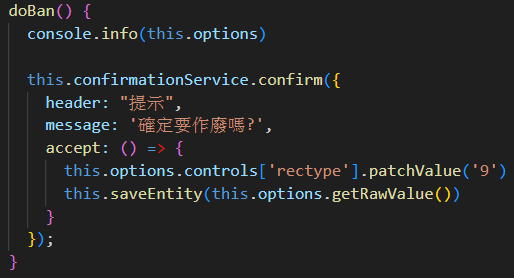 doBan() {
console.info(this.options)
this.confirmationService.confirm({
header: "提示",
message: '確定要作廢嗎?',
accept: () => {
this.options.controls['rectype'].patchValue('9')
this.saveEntity(this.options.getRawValue())
}
});
}